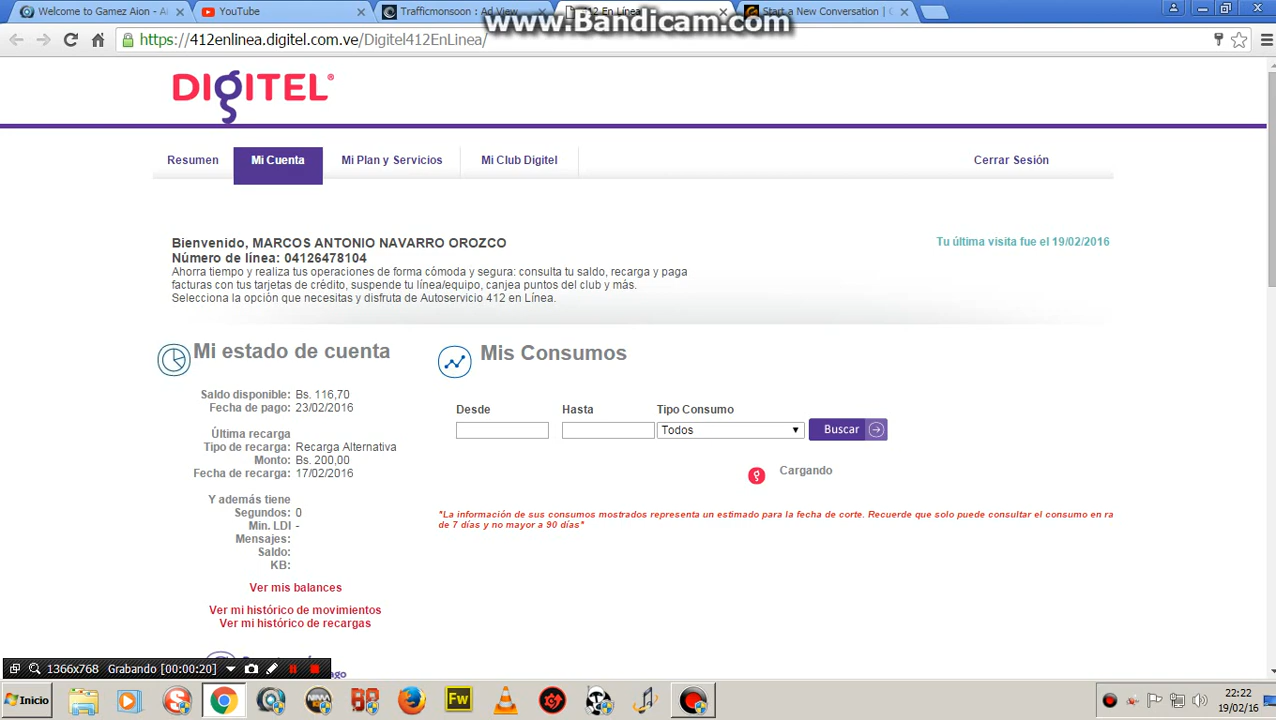 Welcome to Gamez Aion - Al
YouTube
Trafficmonsoon : Ad View
412 En Línea
Start a New Conversation | G
www.Bandicam.com
https://412enlinea.digitel.com.ve/Digitel412EnLinea/
DIgITEL®
Resumen
Mi Cuenta
Mi Plan y Servicios
Mi Club Digitel
Cerrar Sesión
Bienvenido, MARCOS ANTONIO NAVARRO OROZCO
Tu última visita fue el 19/02/2016
Número de línea: 04126478104
Ahorra tiempo y realiza tus operaciones de forma cómoda y segura: consulta tu saldo, recarga y paga
facturas con tus tarjetas de crédito, suspende tu línea/equipo, canjea puntos del club y más.
Selecciona la opción que necesitas y disfruta de Autoservicio 412 en Línea.
Mi estado de cuenta
Saldo disponible: Bs. 116,70
Fecha de pago: 23/02/2016
Última recarga
Tipo de recarga: Recarga Alternativa
Monto: Bs. 200,00
Fecha de recarga: 17/02/2016
Y además tiene
Segundos: 0
Min. LDI -
Mensajes:
Saldo:
KB:
Ver mis balances
Ver mi histórico de movimientos
Ver mi histórico de recargas
Mis Consumos
Desde
Hasta
Tipo Consumo
Todos
Buscar
Cargando
*La información de sus consumos mostrados representa un estimado para la fecha de corte. Recuerde que solo puede consultar el consumo en ra
de 7 días y no mayor a 90 días*
1366x768 Grabando [00:00:20]
Inicio
Fw
22:22
19/02/16